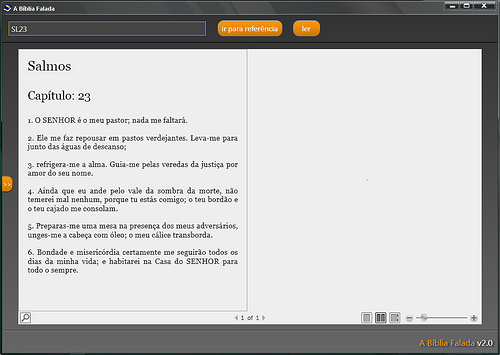 A Bíblia Falada
SL23
ir para referência
ler
Salmos
Capítulo: 23
1. O SENHOR é o meu pastor; nada me faltará.
2. Ele me faz repousar em pastos verdejantes. Leva-me para
junto das águas de descanso;
3. refrigera-me a alma. Guia-me pelas veredas da justiça por
amor do seu nome.
4. Ainda que eu ande pelo vale da sombra da morte, não
temerei mal nenhum, porque tu estás comigo; o teu bordão e
o teu cajado me consolam.
5. Preparas-me uma mesa na presença dos meus adversários,
unges-me a cabeça com óleo; o meu cálice transborda.
6. Bondade e misericórdia certamente me seguirão todos os
dias da minha vida; e habitarei na Casa do SENHOR para
todo o sempre.
>>
1 of 1
A Bíblia Falada v2.0